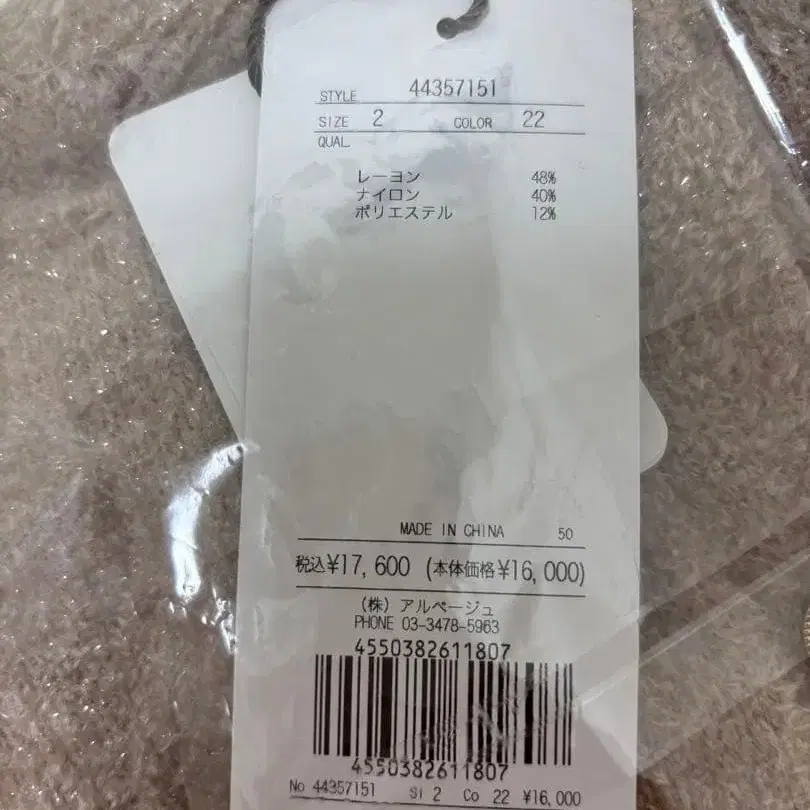 STYLE 44357151
SIZE 2 COLOR 22
QUAL
レーヨン 48%
ナイロン 40%
ポリエステル 12%
MADE IN CHINA 50
税込¥17,600 (本体価格¥16,000)
(株) アルページュ
PHONE 03-3478-5963
4550382611807
4550382611807
No 44357151 Si 2 Co 22 ¥16,000